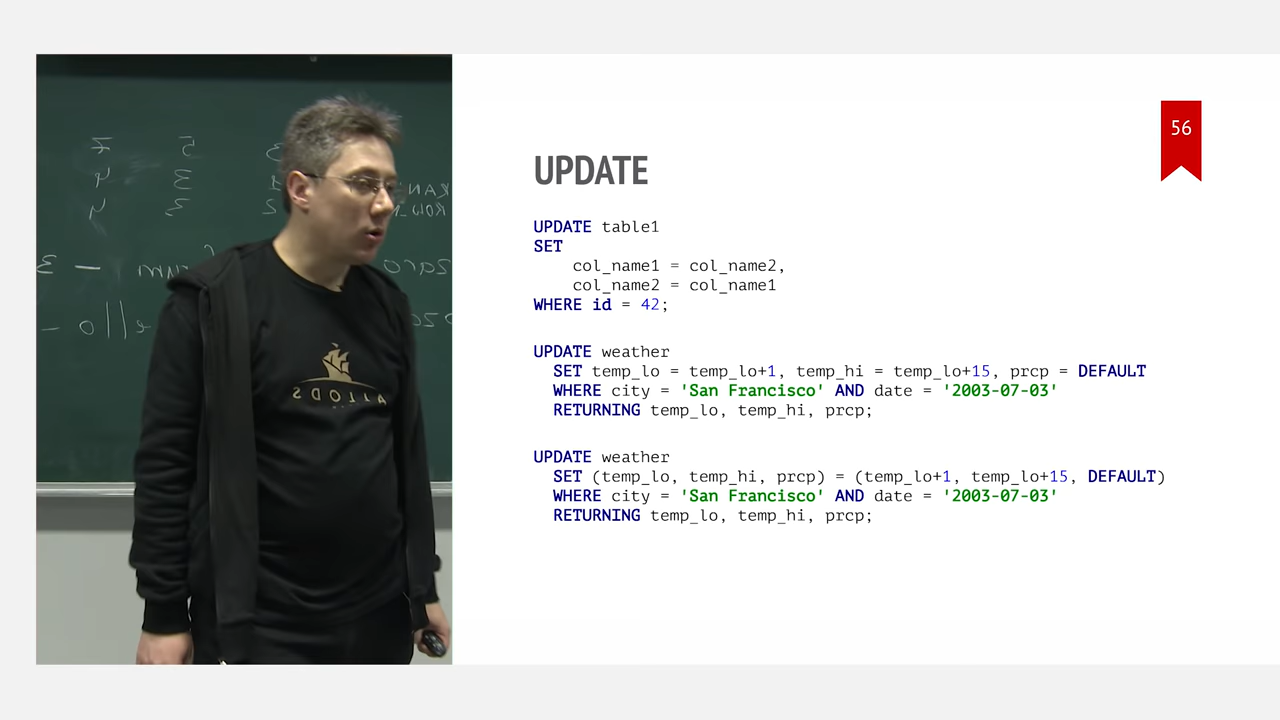 56
UPDATE
UPDATE table1
SET
col_name1 = col_name2,
col_name2 = col_name1
WHERE id = 42;
UPDATE weather
SET temp_lo = temp_lo+1, temp_hi = temp_lo+15, prcp = DEFAULT
WHERE city = 'San Francisco' AND date = '2003-07-03'
RETURNING temp_lo, temp_hi, prcp;
UPDATE weather
SET (temp_lo, temp_hi, prcp) = (temp_lo+1, temp_lo+15, DEFAULT)
WHERE city = 'San Francisco' AND date = '2003-07-03'
RETURNING temp_lo, temp_hi, prcp;
ALLODS